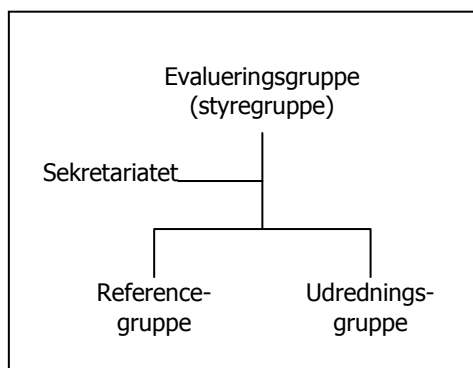 Evalueringsgruppe
(styregruppe)
Sekretariatet
Reference-
gruppe
Udrednings-
gruppe